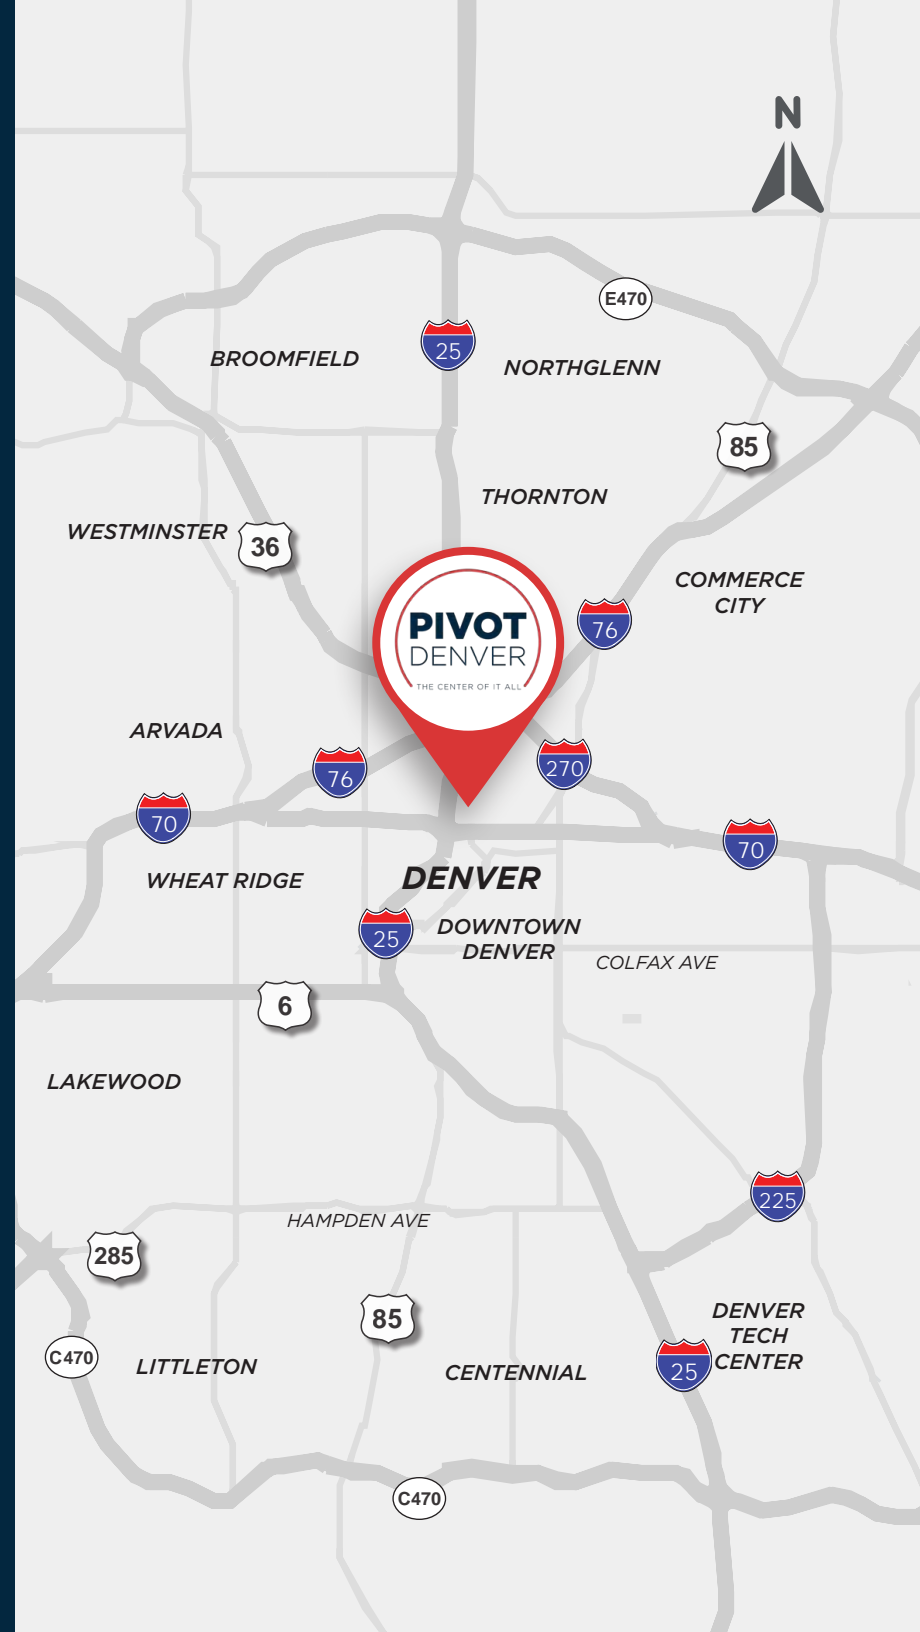 N
E470
25
BROOMFIELD
NORTHGLENN
85
THORNTON
WESTMINSTER
36
COMMERCE
CITY
76
PIVOT
DENVER
THE CENTER OF IT ALL
ARVADA
76
270
70
70
WHEAT RIDGE
DENVER
25
DOWNTOWN
DENVER
COLFAX AVE
6
LAKEWOOD
225
HAMPDEN AVE
285
85
DENVER
TECH
CENTER
C470
LITTLETON
CENTENNIAL
25
C470